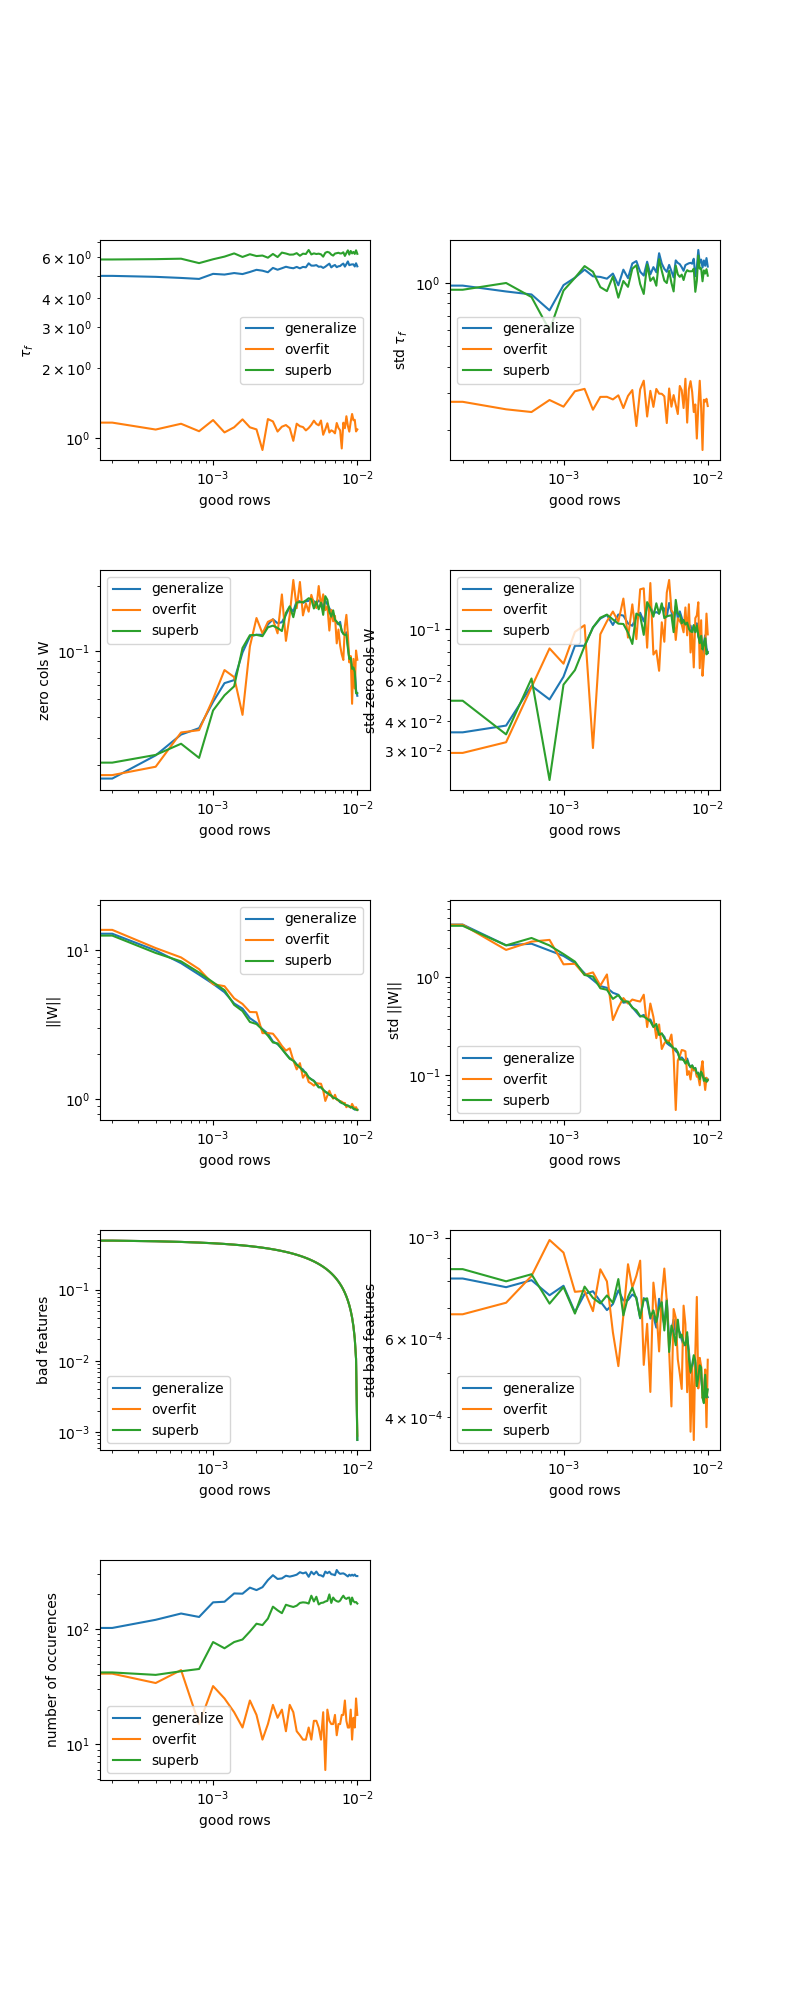 6 × 10⁰
4 × 10⁰
3 × 10⁰
2 × 10⁰
10⁰
τ_f
generalize
overfit
superb
10⁻³
10⁻²
good rows
10⁰
std τ_f
generalize
overfit
superb
10⁻³
10⁻²
good rows
10⁻¹
zero cols W
generalize
overfit
superb
10⁻³
10⁻²
good rows
10⁻¹
6 × 10⁻²
4 × 10⁻²
3 × 10⁻²
std zero cols W
generalize
overfit
superb
10⁻³
10⁻²
good rows
10¹
10⁰
||W||
generalize
overfit
superb
10⁻³
10⁻²
good rows
10⁰
10⁻¹
std ||W||
generalize
overfit
superb
10⁻³
10⁻²
good rows
10⁻¹
10⁻²
10⁻³
bad features
generalize
overfit
superb
10⁻³
10⁻²
good rows
10⁻³
6 × 10⁻⁴
4 × 10⁻⁴
std bad features
generalize
overfit
superb
10⁻³
10⁻²
good rows
10²
10¹
number of occurences
generalize
overfit
superb
10⁻³
10⁻²
good rows